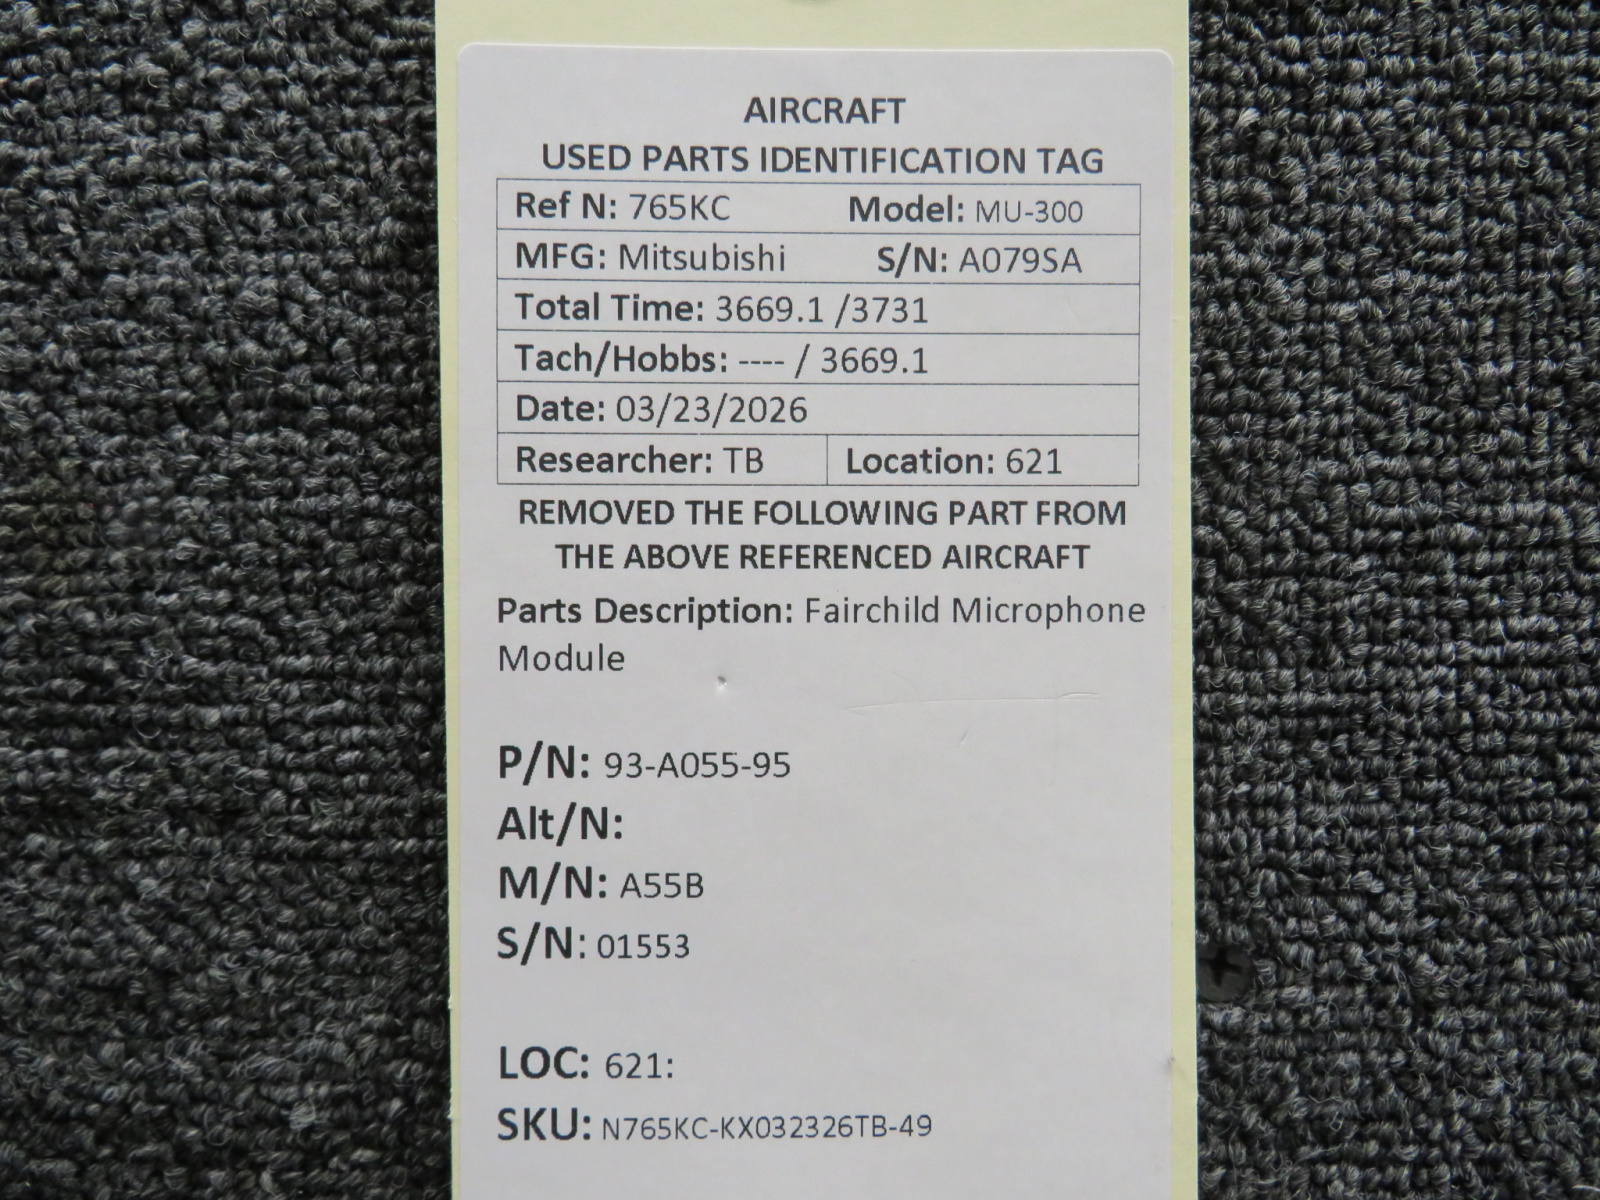 AIRCRAFT
USED PARTS IDENTIFICATION TAG
Ref N: 765KC Model: MU-300
MFG: Mitsubishi S/N: A079SA
Total Time: 3669.1 /3731
Tach/Hobbs: ---- / 3669.1
Date: 03/23/2026
Researcher: TB Location: 621
REMOVED THE FOLLOWING PART FROM
THE ABOVE REFERENCED AIRCRAFT
Parts Description: Fairchild Microphone
Module
P/N: 93-A055-95
Alt/N:
M/N: A55B
S/N: 01553
LOC: 621:
SKU: N765KC-KX032326TB-49